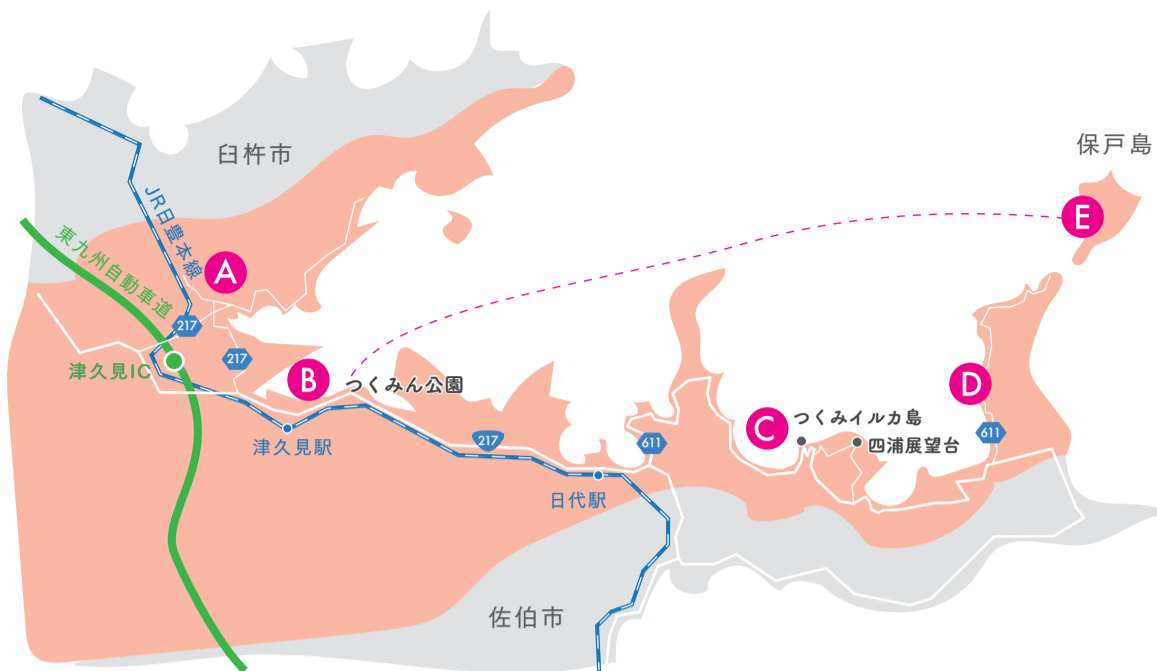 臼杵市
保戸島
JR日豊本線
E
東九州自動車道
A
217
津久見IC
217
B
つくみん公園
D
C
つくみイルカ島
津久見駅
217
611
611
四浦展望台
日代駅
佐伯市